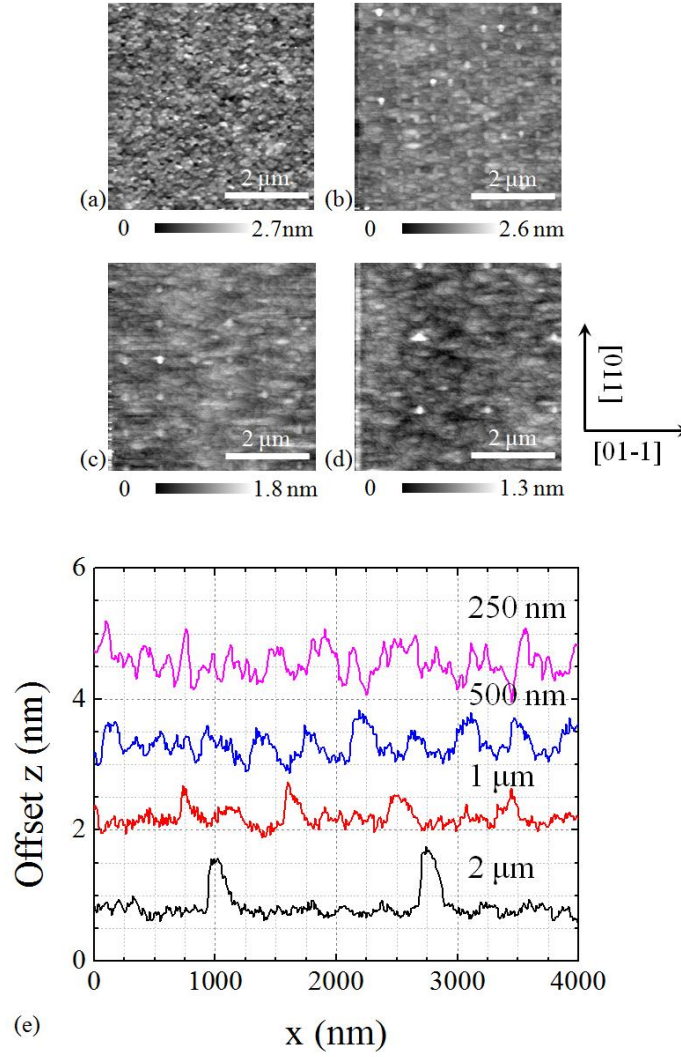 2 µm
2 µm
(a)
(b)
0 2.7nm
0 2.6 nm
2 µm
2 µm
[011]
[01-1]
(c)
(d)
0 1.8 nm
0 1.3 nm
6
4
2
0
Offset z (nm)
250 nm
500 nm
1 µm
2 µm
0 1000 2000 3000 4000
x (nm)
(e)